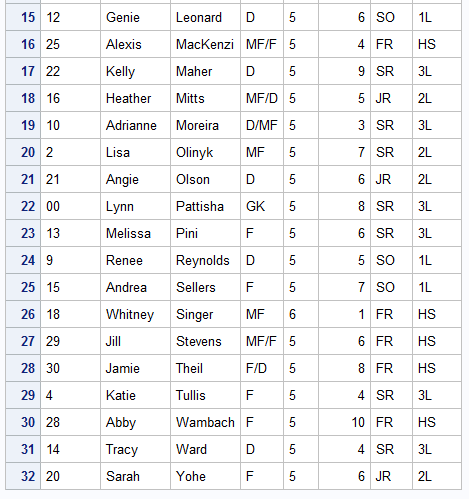 15 12 Genie Leonard D 5 6 SO 1L
16 25 Alexis MacKenzi MF/F 5 4 FR HS
17 22 Kelly Maher D 5 9 SR 3L
18 16 Heather Mitts MF/D 5 5 JR 2L
19 10 Adrianne Moreira D/MF 5 3 SR 3L
20 2 Lisa Olinyk MF 5 7 SR 2L
21 21 Angie Olson D 5 6 JR 2L
22 00 Lynn Pattisha GK 5 8 SR 3L
23 13 Melissa Pini F 5 6 SR 3L
24 9 Renee Reynolds D 5 5 SO 1L
25 15 Andrea Sellers F 5 7 SO 1L
26 18 Whitney Singer MF 6 1 FR HS
27 29 Jill Stevens MF/F 5 6 FR HS
28 30 Jamie Theil F/D 5 8 FR HS
29 4 Katie Tullis F 5 4 SR 3L
30 28 Abby Wambach F 5 10 FR HS
31 14 Tracy Ward D 5 4 SR 3L
32 20 Sarah Yohe F 5 6 JR 2L